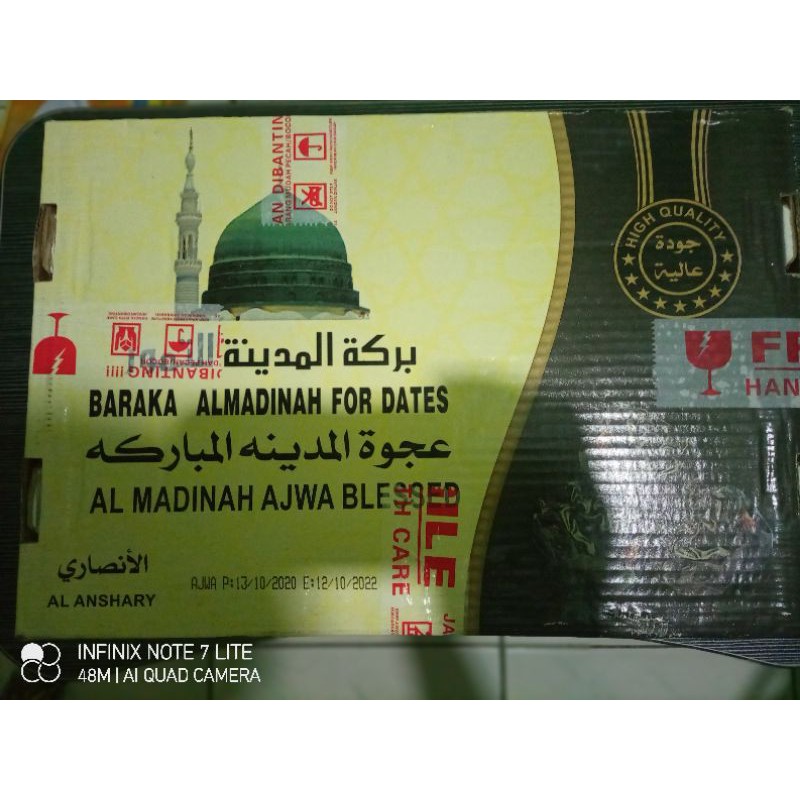 HIGH QUALITY
جودة
عالية
بركة المدينة
BARAKA ALMADINAH FOR DATES
عجوة المدينه المباركه
AL MADINAH AJWA BLESSED
الأنصاري
AL ANSHARY
AJWA P:13/10/2020 E:12/10/2022
DIBANTING !!!!
CARE
INFINIX NOTE 7 LITE
48M | AI QUAD CAMERA